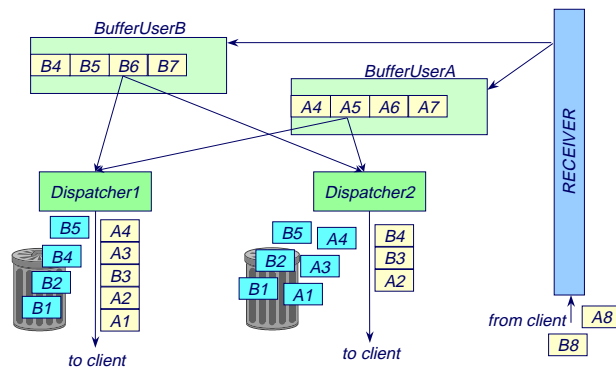 BufferUserB
B4 B5 B6 B7
BufferUserA
A4 A5 A6 A7
RECEIVER
Dispatcher1
Dispatcher2
B5
A4
A3
B4
B3
B2
A2
B1
A1
to client
B5
A4
B2
A3
B1
A1
B4
B3
A2
to client
from client
A8
B8